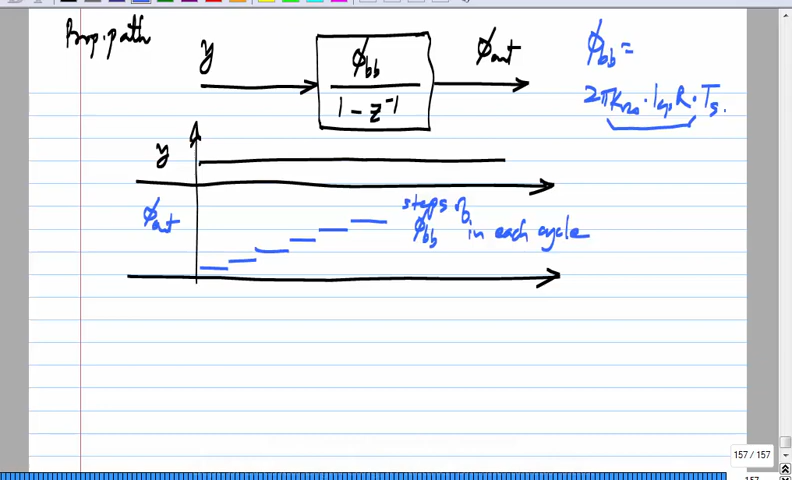 Prop. path
y
ϕbb
1 - z⁻¹
ϕout
ϕbb =
2πKvco · Icp R · Ts.
y
ϕout
steps of
ϕbb in each cycle
157 / 157
157